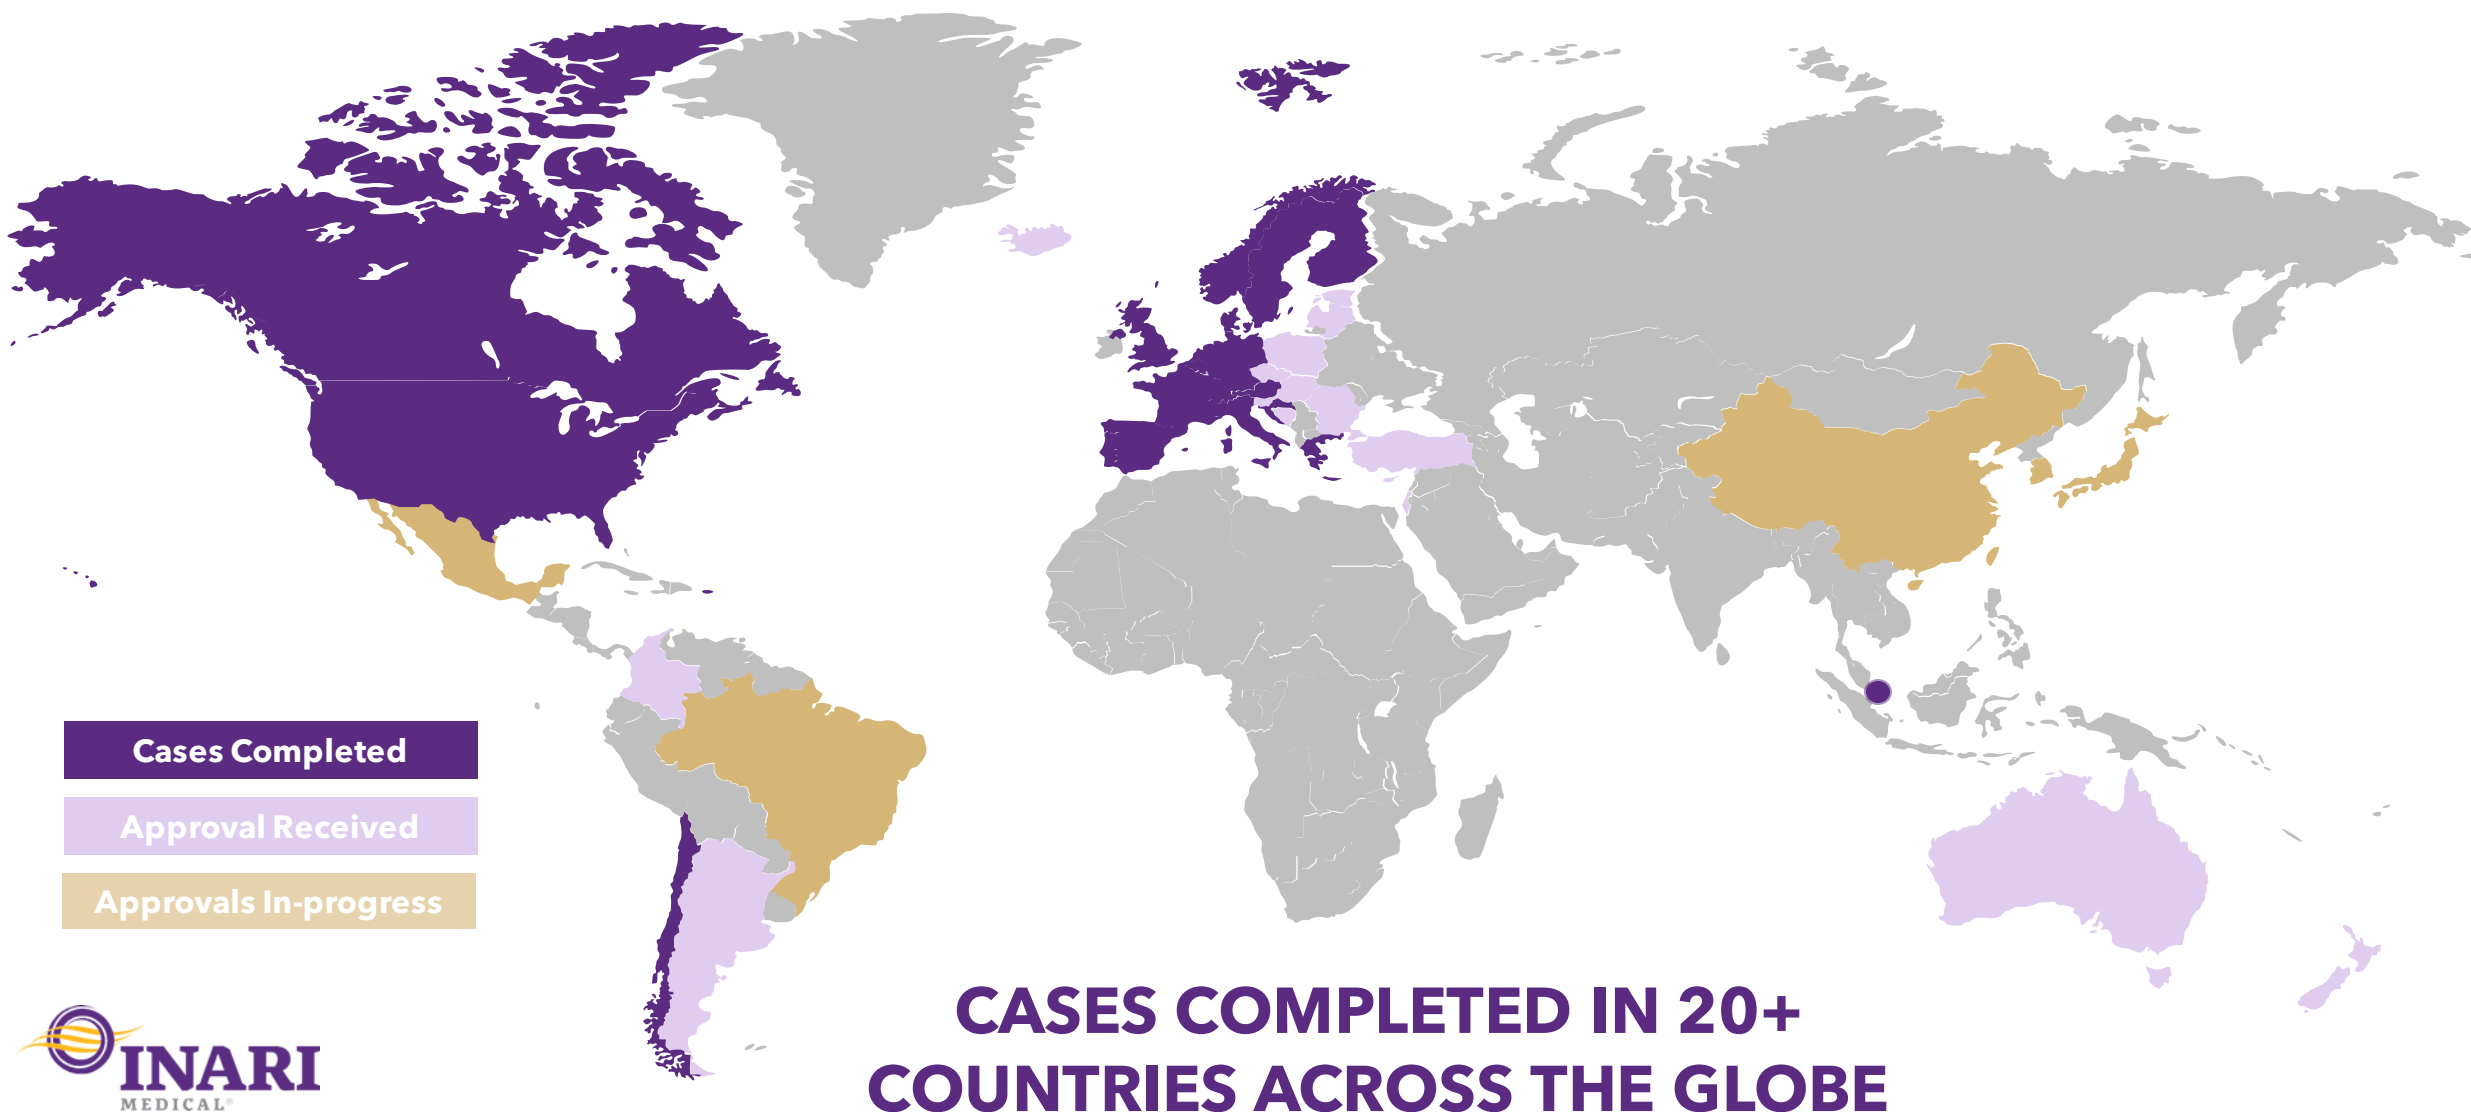 Cases Completed
Approval Received
Approvals In-progress
INARI
MEDICAL®
CASES COMPLETED IN 20+
COUNTRIES ACROSS THE GLOBE